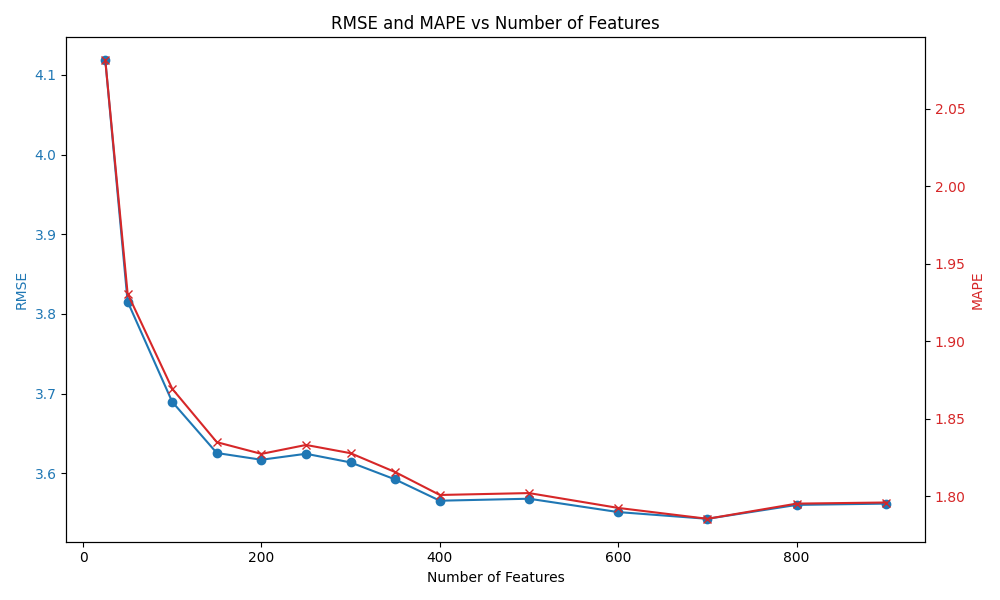 RMSE and MAPE vs Number of Features
4.1
4.0
3.9
3.8
3.7
3.6
RMSE
2.05
2.00
1.95
1.90
1.85
1.80
MAPE
0 200 400 600 800
Number of Features